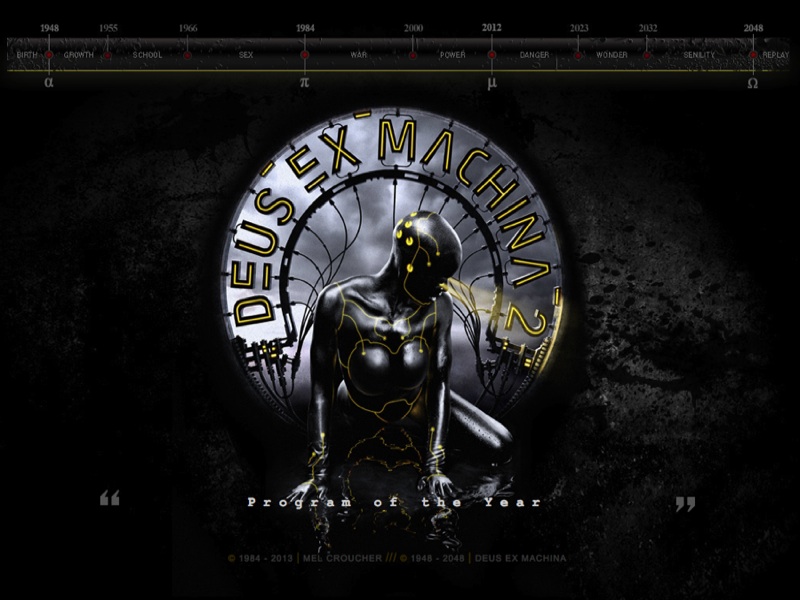 1948 1955 1966 1984 2000 2012 2023 2032 2048
BIRTH GROWTH SCHOOL SEX WAR POWER DANGER WONDER SENILITY REPLAY
α π μ Ω
DEUS EX MACHINA 2
“ Program of the Year ”
© 1984 - 2013 | MEL CROUCHER /// © 1948 - 2048 | DEUS EX MACHINA